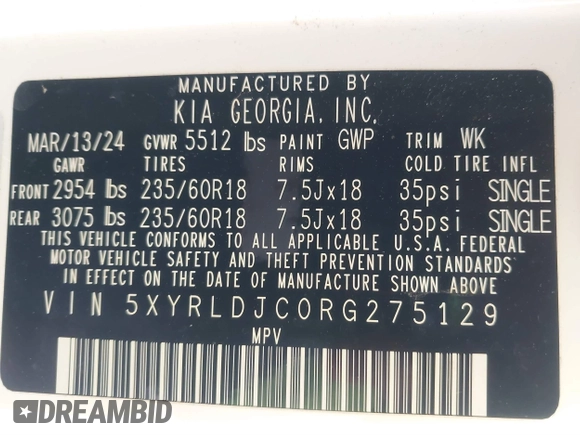 MANUFACTURED BY
KIA GEORGIA, INC.
MAR/13/24 GVWR 5512 lbs PAINT GWP TRIM WK
GAWR TIRES RIMS COLD TIRE INFL
FRONT 2954 lbs 235/60R18 7.5Jx18 35psi SINGLE
REAR 3075 lbs 235/60R18 7.5Jx18 35psi SINGLE
THIS VEHICLE CONFORMS TO ALL APPLICABLE U.S.A. FEDERAL
MOTOR VEHICLE SAFETY AND THEFT PREVENTION STANDARDS
IN EFFECT ON THE DATE OF MANUFACTURE SHOWN ABOVE
VIN 5XYRLDJC0RG275129
MPV
DREAMBID